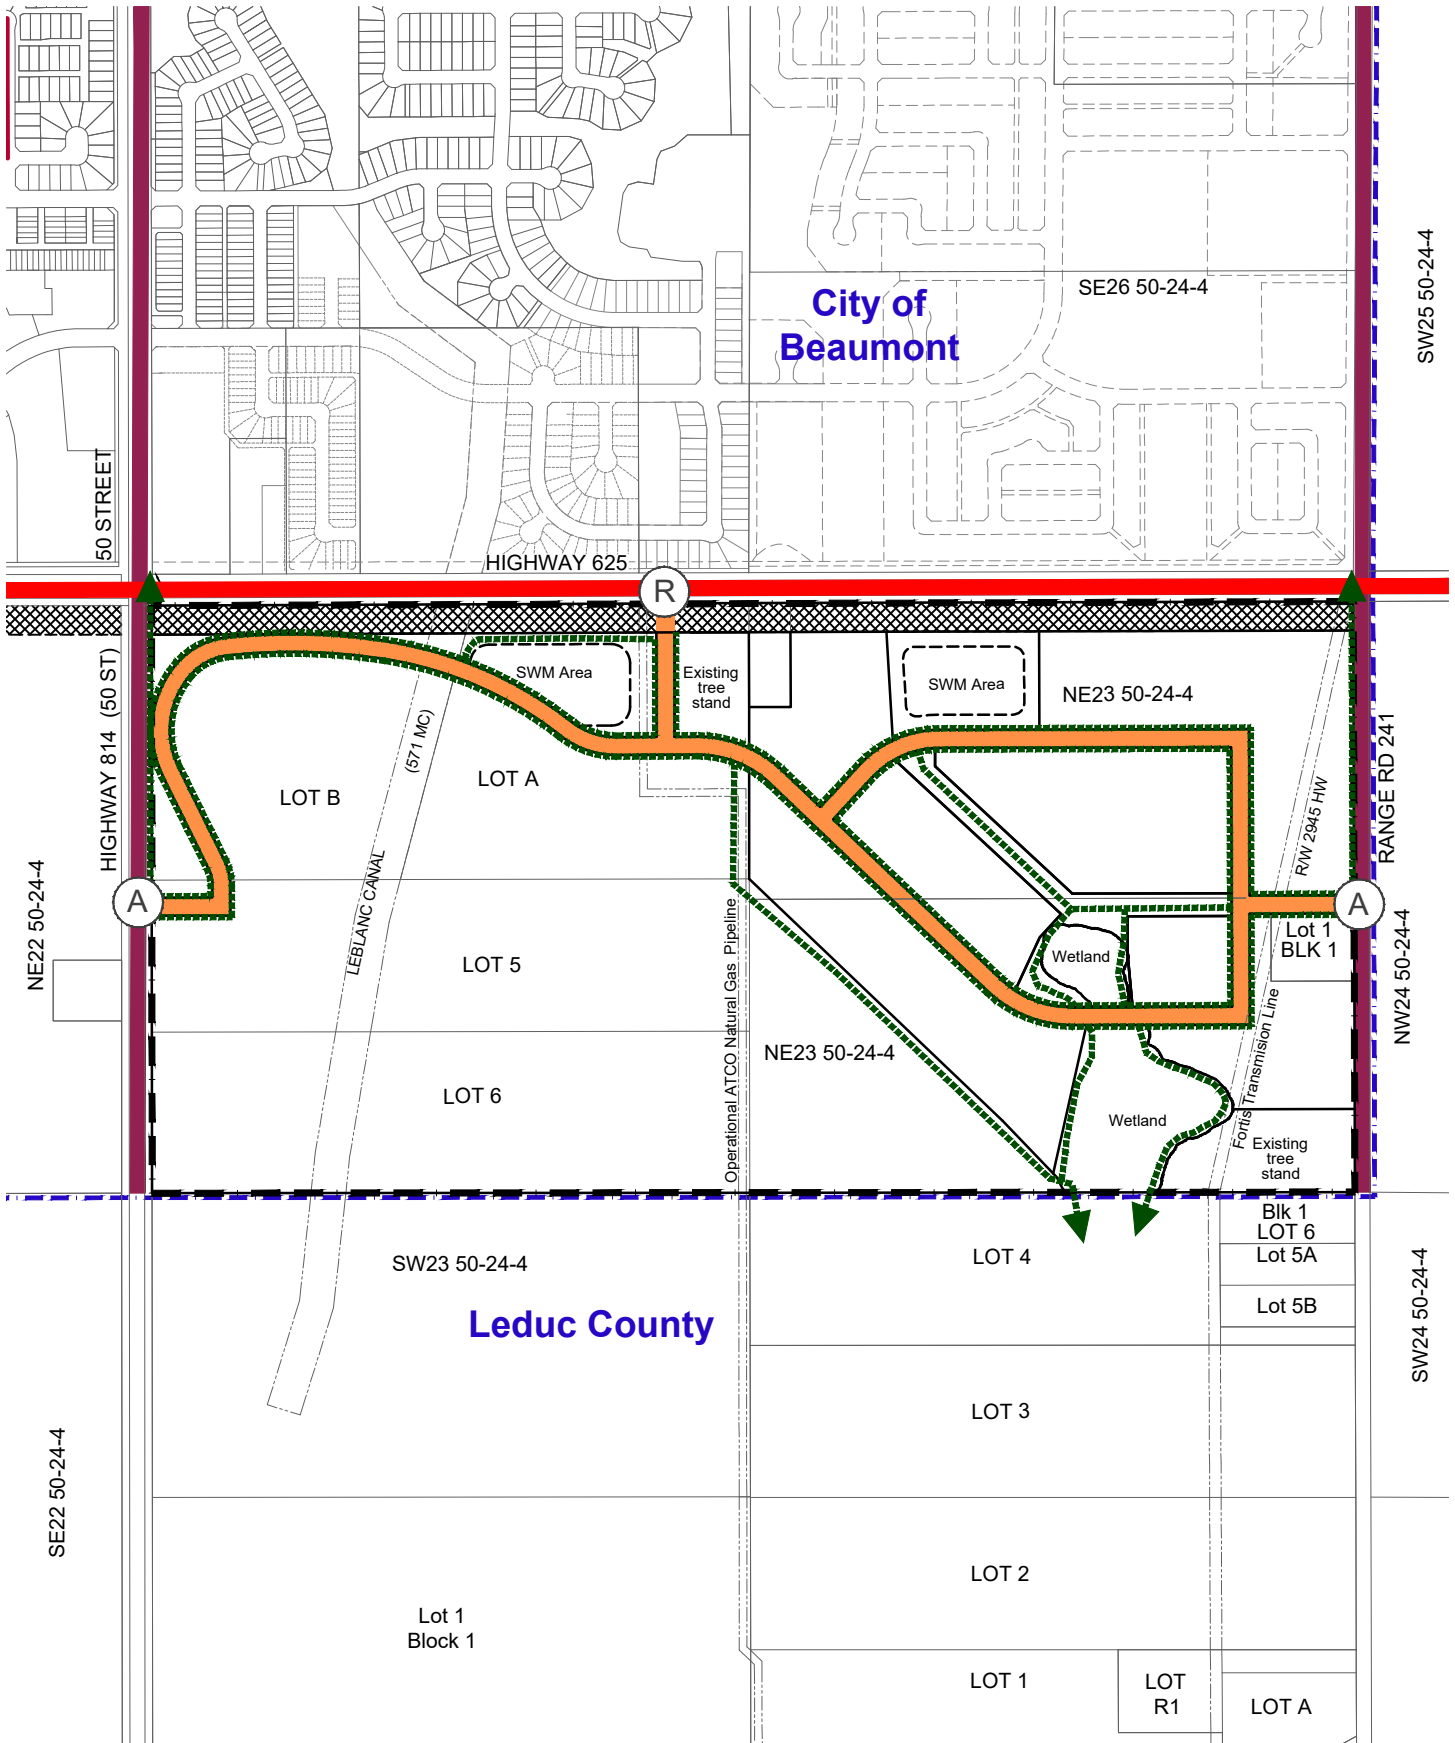 SW25 50-24-4
SE26 50-24-4
City of
Beaumont
50 STREET
HIGHWAY 625
R
SWM Area
Existing
tree
stand
SWM Area
NE23 50-24-4
HIGHWAY 814 (50 ST)
(571 MC)
LOT A
LOT B
RANGE RD 241
R/W 2945 HW
NE22 50-24-4
A
LEBLANC CANAL
A
Lot 1
BLK 1
LOT 5
Operational ATCO Natural Gas Pipeline
Wetland
NW24 50-24-4
NE23 50-24-4
Fortis Transmision Line
LOT 6
Wetland
Existing
tree
stand
Blk 1
LOT 6
Lot 5A
Lot 5B
SW23 50-24-4
LOT 4
Leduc County
SW24 50-24-4
LOT 3
SE22 50-24-4
LOT 2
Lot 1
Block 1
LOT 1
LOT
R1
LOT A